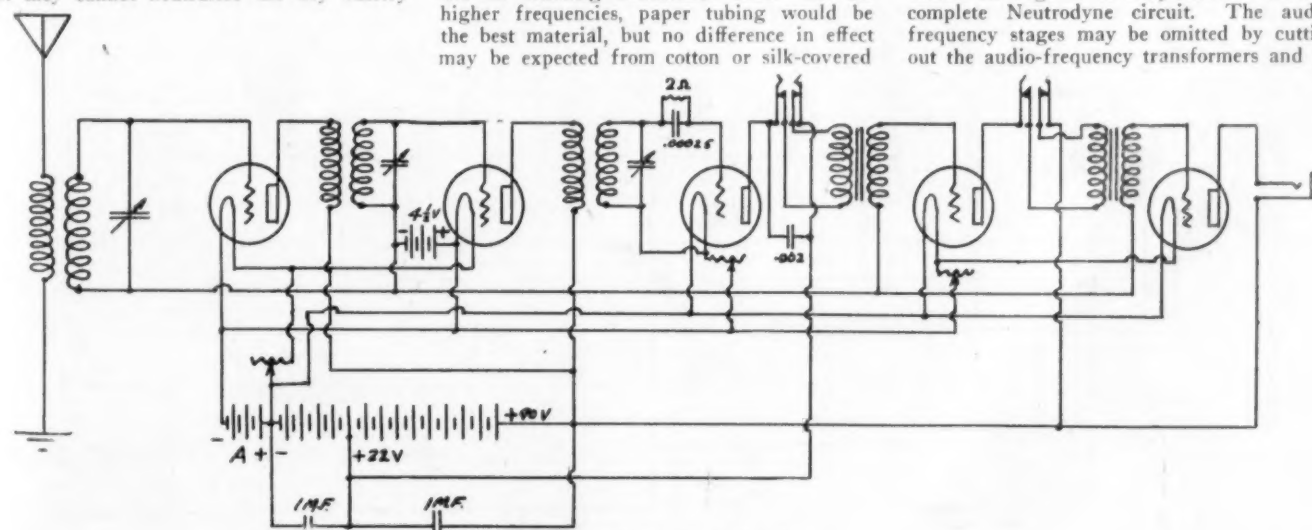 higher frequencies, paper tubing would be
the best material, but no difference in effect
may be expected from cotton or silk-covered
complete Neutrodyne circuit. The aud
frequency stages may be omitted by cutti
out the audio-frequency transformers and
2Ω
.00025
4½V
- +
.002
+90V
- A + -
+22V
1 M.F.
1 M.F.